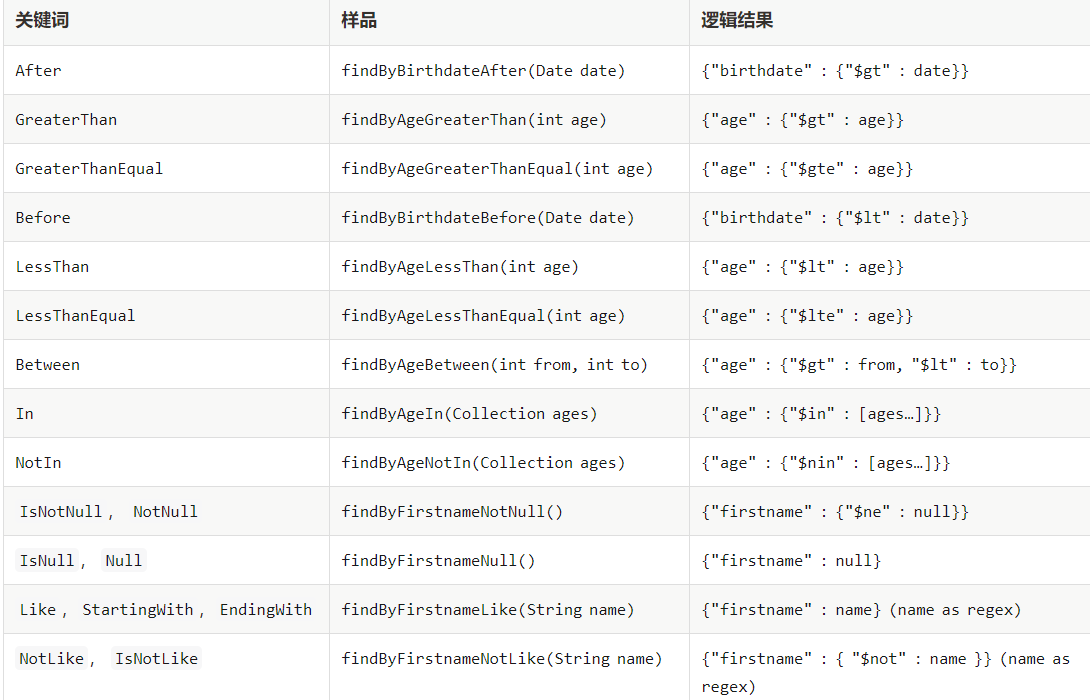 关键词 样品 逻辑结果
After findByBirthdateAfter(Date date) {"birthdate" : {"$gt" : date}}
GreaterThan findByAgeGreaterThan(int age) {"age" : {"$gt" : age}}
GreaterThanEqual findByAgeGreaterThanEqual(int age) {"age" : {"$gte" : age}}
Before findByBirthdateBefore(Date date) {"birthdate" : {"$lt" : date}}
LessThan findByAgeLessThan(int age) {"age" : {"$lt" : age}}
LessThanEqual findByAgeLessThanEqual(int age) {"age" : {"$lte" : age}}
Between findByAgeBetween(int from, int to) {"age" : {"$gt" : from, "$lt" : to}}
In findByAgeIn(Collection ages) {"age" : {"$in" : [ages…]}}
NotIn findByAgeNotIn(Collection ages) {"age" : {"$nin" : [ages…]}}
IsNotNull, NotNull findByFirstnameNotNull() {"firstname" : {"$ne" : null}}
IsNull, Null findByFirstnameNull() {"firstname" : null}
Like, StartingWith, EndingWith findByFirstnameLike(String name) {"firstname" : name} (name as regex)
NotLike, IsNotLike findByFirstnameNotLike(String name) {"firstname" : { "$not" : name }} (name as
regex)